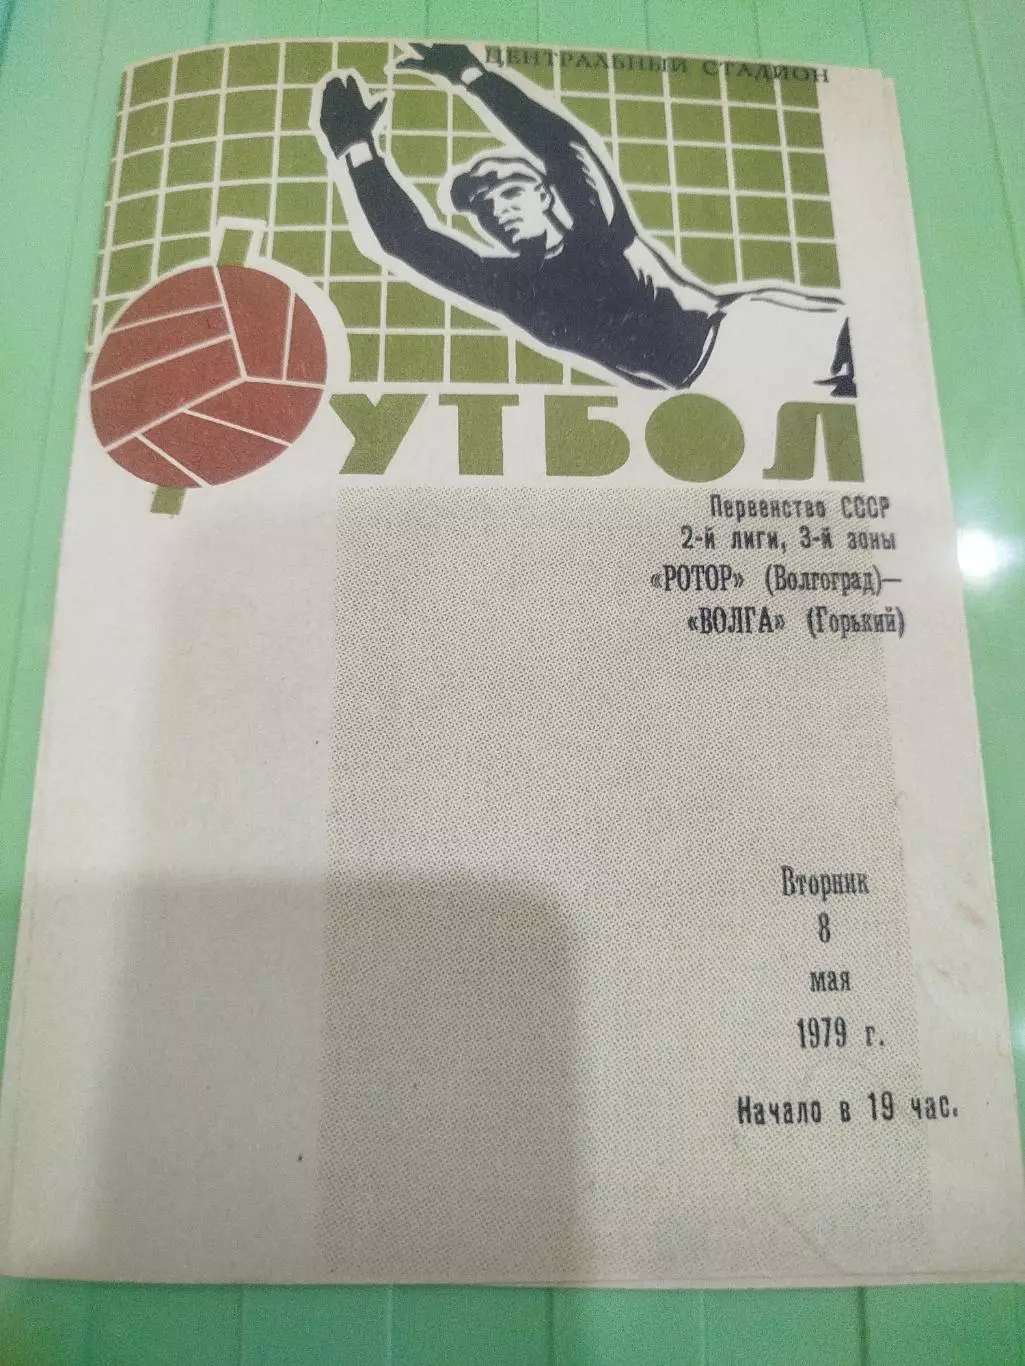 ЦЕНТРАЛЬНЫЙ СТАДИОН
ФУТБОЛ
Первенство СССР
2-й лиги, 3-й зоны
«РОТОР» (Волгоград)—
«ВОЛГА» (Горький)
Вторник
8
мая
1979 г.
Начало в 19 час.